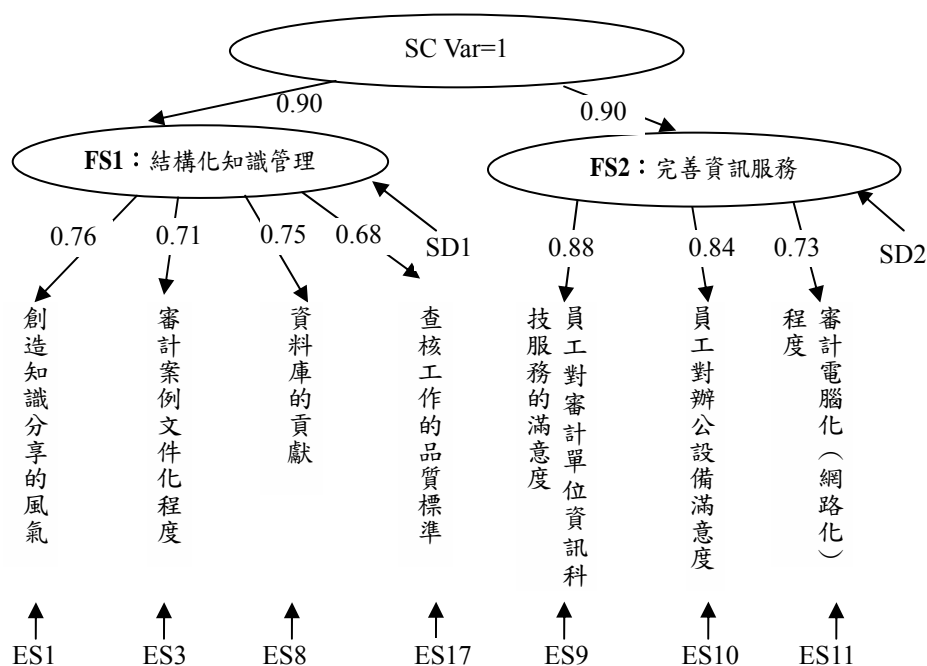 SC Var=1
0.90
0.90
FS1：結構化知識管理
FS2：完善資訊服務
0.76
0.71
0.75
0.68
SD1
0.88
0.84
0.73
SD2
創造知識分享的風氣
審計案例文件化程度
資料庫的貢獻
查核工作的品質標準
員工對審計單位資訊科
技服務的滿意度
員工對辦公設備滿意度
審計電腦化（網路化）
程度
ES1
ES3
ES8
ES17
ES9
ES10
ES11